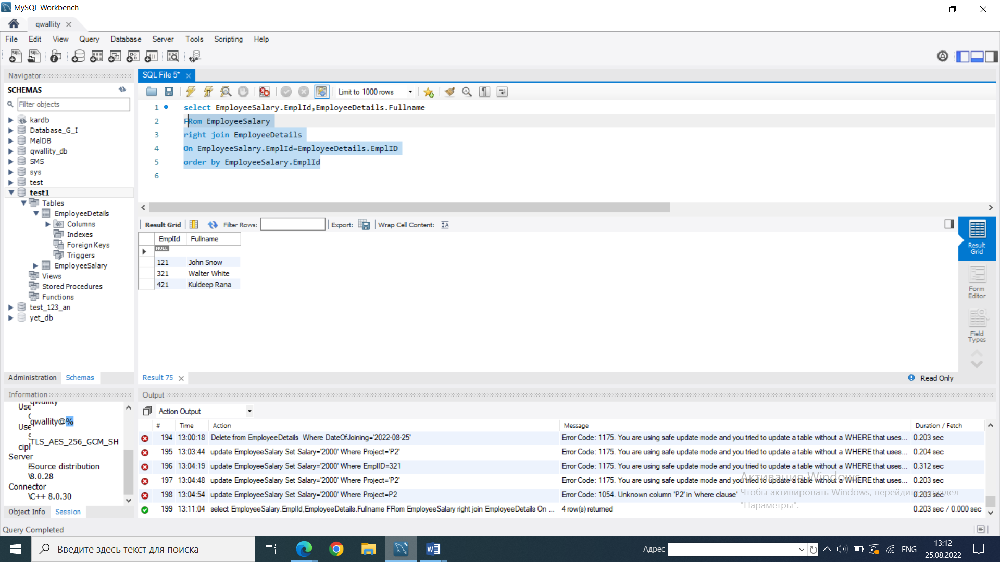 MySQL Workbench
qwallity
File Edit View Query Database Server Tools Scripting Help
Navigator
SCHEMAS
Filter objects
kardb
Database_G_I
MelDB
qwallity_db
SMS
sys
test
test1
Tables
EmployeeDetails
Columns
Indexes
Foreign Keys
Triggers
EmployeeSalary
Views
Stored Procedures
Functions
test_123_an
yet_db
Administration Schemas
SQL File 5*
Limit to 1000 rows
1 select EmployeeSalary.EmplId,EmployeeDetails.Fullname
2 FRom EmployeeSalary
3 right join EmployeeDetails
4 On EmployeeSalary.EmplId=EmployeeDetails.EmplID
5 order by EmployeeSalary.EmplId
6
Result Grid Filter Rows: Export: Wrap Cell Content:
EmplId Fullname
NULL
121 John Snow
321 Walter White
421 Kuldeep Rana
Result Grid
Form Editor
Field Types
Result 75
Read Only
Information
qwallity
Use
qwallity@%
Use
TLS_AES_256_GCM_SH
ciph
Server
Source distribution
8.0.28
Connector
C++ 8.0.30
Object Info Session
Output
Action Output
# Time Action Message Duration / Fetch
194 13:00:18 Delete from EmployeeDetails Where DateOfJoining='2022-08-25' Error Code: 1175. You are using safe update mode and you tried to update a table without a WHERE that uses... 0.203 sec
195 13:03:44 update EmployeeSalary Set Salary='2000' Where Project='P2' Error Code: 1175. You are using safe update mode and you tried to update a table without a WHERE that uses... 0.204 sec
196 13:04:19 update EmployeeSalary Set Salary='2000' Where EmplID=321 Error Code: 1175. You are using safe update mode and you tried to update a table without a WHERE that uses... 0.312 sec
197 13:04:48 update EmployeeSalary Set Salary='2000' Where Project='P2' Error Code: 1175. You are using safe update mode and you tried to update a table without a WHERE that uses... 0.203 sec
198 13:04:54 update EmployeeSalary Set Salary='2000' Where Project=P2 Error Code: 1054. Unknown column 'P2' in 'where clause' 0.203 sec
199 13:11:04 select EmployeeSalary.EmplId,EmployeeDetails.Fullname FRom EmployeeSalary right join EmployeeDetails On ... 4 row(s) returned 0.203 sec / 0.000 sec
Активация Windows
Чтобы активировать Windows, перейдите в раздел
"Параметры".
Query Completed
Введите здесь текст для поиска
Адрес
ENG
13:12
25.08.2022